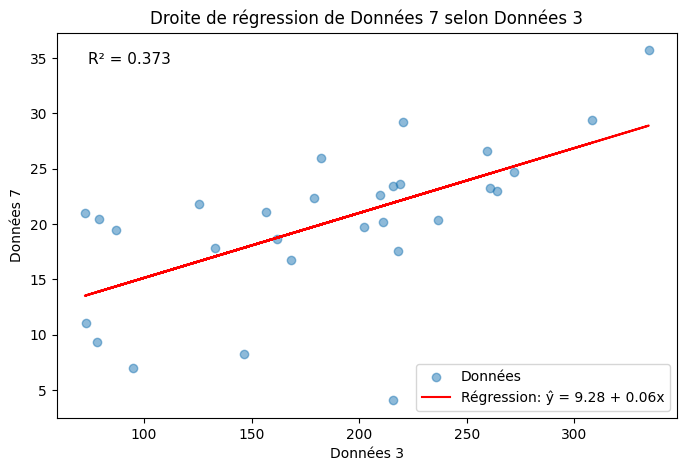 Droite de régression de Données 7 selon Données 3
R² = 0.373
35
30
25
20
15
10
5
Données 7
100
150
200
250
300
Données 3
Données
Régression: ŷ = 9.28 + 0.06x